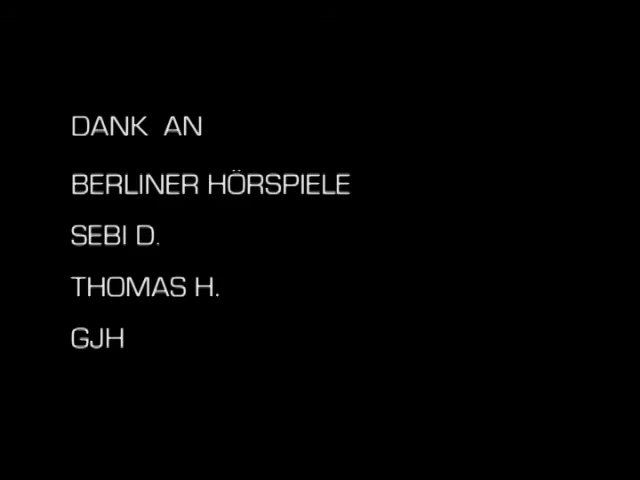 DANK AN
BERLINER HÖRSPIELE
SEBI D.
THOMAS H.
GJH